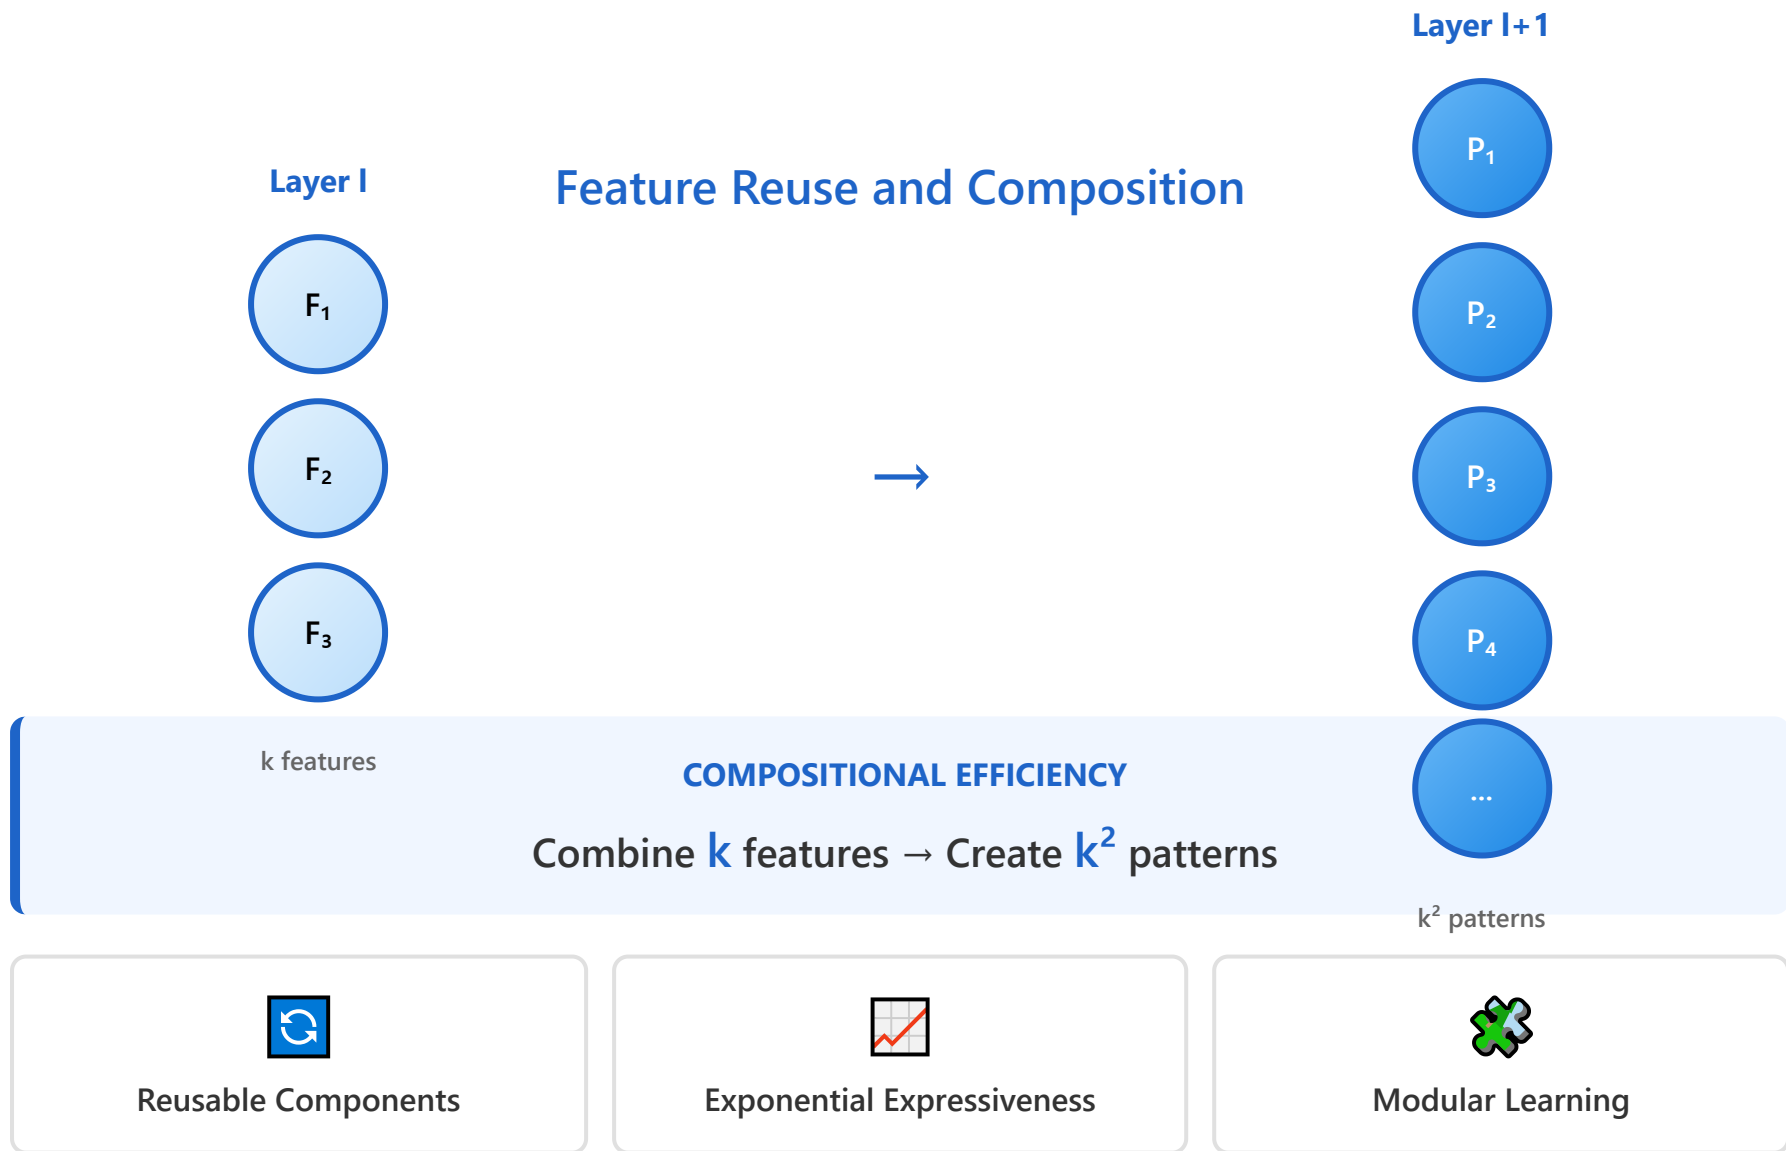 Layer l+1
Feature Reuse and Composition
Layer l
F₁
F₂
F₃
k features
→
P₁
P₂
P₃
P₄
...
k² patterns
COMPOSITIONAL EFFICIENCY
Combine k features → Create k² patterns
Reusable Components
Exponential Expressiveness
Modular Learning